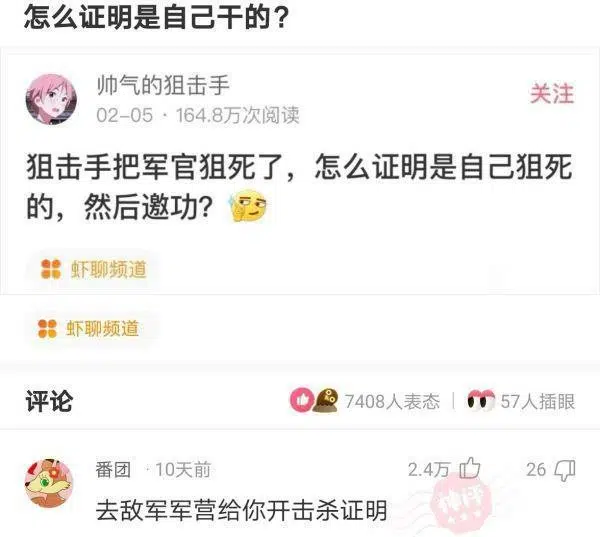 怎么证明是自己干的？
帅气的狙击手
02-05 · 164.8万次阅读
关注
狙击手把军官狙死了，怎么证明是自己狙死
的，然后邀功？
虾聊频道
虾聊频道
评论
7408人表态
57人插眼
番团 · 10天前
2.4万
26
去敌军军营给你开击杀证明
神评